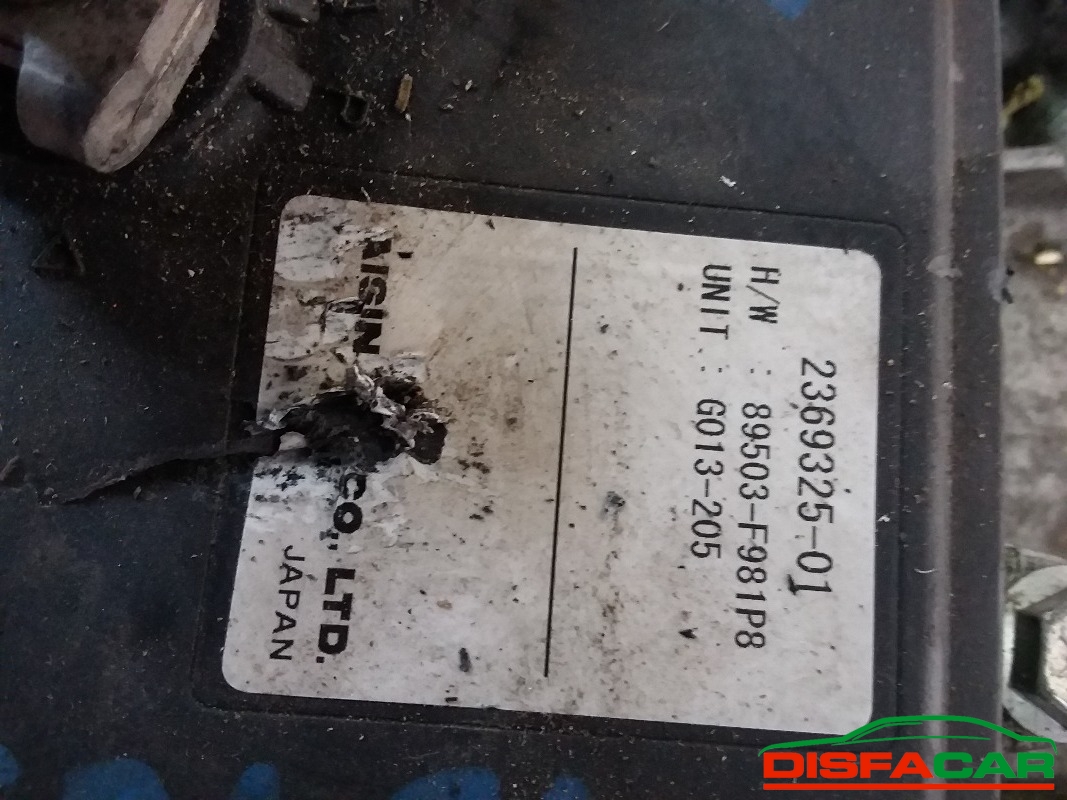 2369325-01
H/W : 89503-F981P8
UNIT : G013-205
AISIN CO., LTD.
JAPAN
DISFACAR